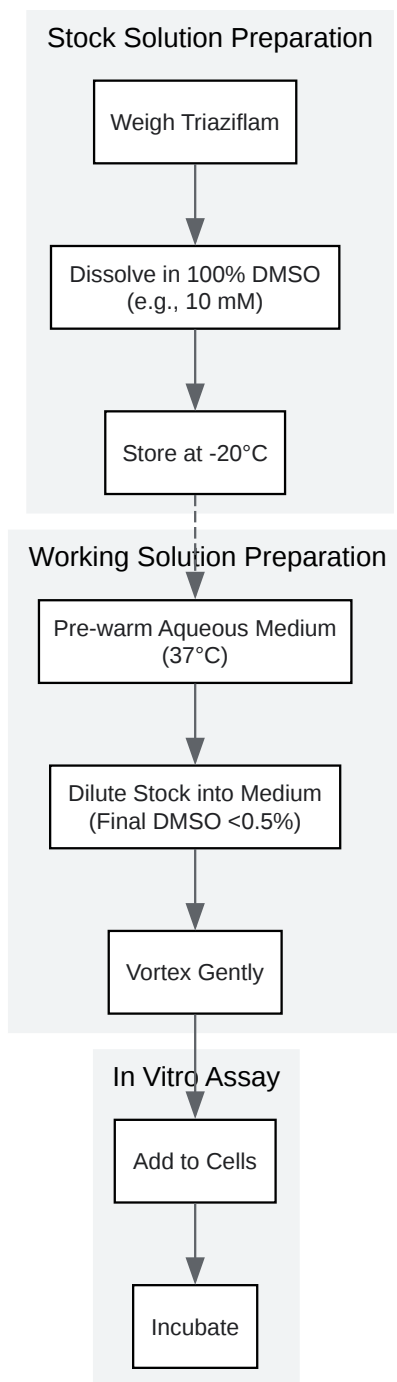 Stock Solution Preparation
Weigh Triaziflam
Dissolve in 100% DMSO
(e.g., 10 mM)
Store at -20°C
Working Solution Preparation
Pre-warm Aqueous Medium
(37°C)
Dilute Stock into Medium
(Final DMSO <0.5%)
Vortex Gently
In Vitro Assay
Add to Cells
Incubate